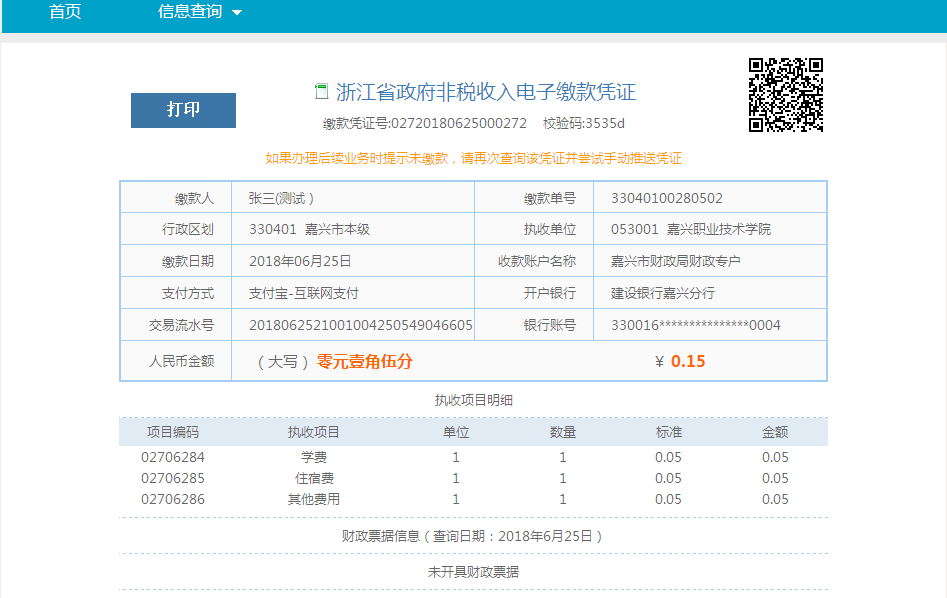 首页 信息查询
打印
浙江省政府非税收入电子缴款凭证
缴款凭证号:02720180625000272 校验码:3535d
如果办理后续业务时提示未缴款，请再次查询该凭证并尝试手动推送凭证
缴款人 张三(测试 ) 缴款单号 33040100280502
行政区划 330401 嘉兴市本级 执收单位 053001 嘉兴职业技术学院
缴款日期 2018年06月25日 收款账户名称 嘉兴市财政局财政专户
支付方式 支付宝-互联网支付 开户银行 建设银行嘉兴分行
交易流水号 2018062521001004250549046605 银行账号 330016***************0004
人民币金额 （大写）零元壹角伍分 ￥ 0.15
执收项目明细
项目编码 执收项目 单位 数量 标准 金额
02706284 学费 1 1 0.05 0.05
02706285 住宿费 1 1 0.05 0.05
02706286 其他费用 1 1 0.05 0.05
财政票据信息（查询日期：2018年6月25日）
未开具财政票据